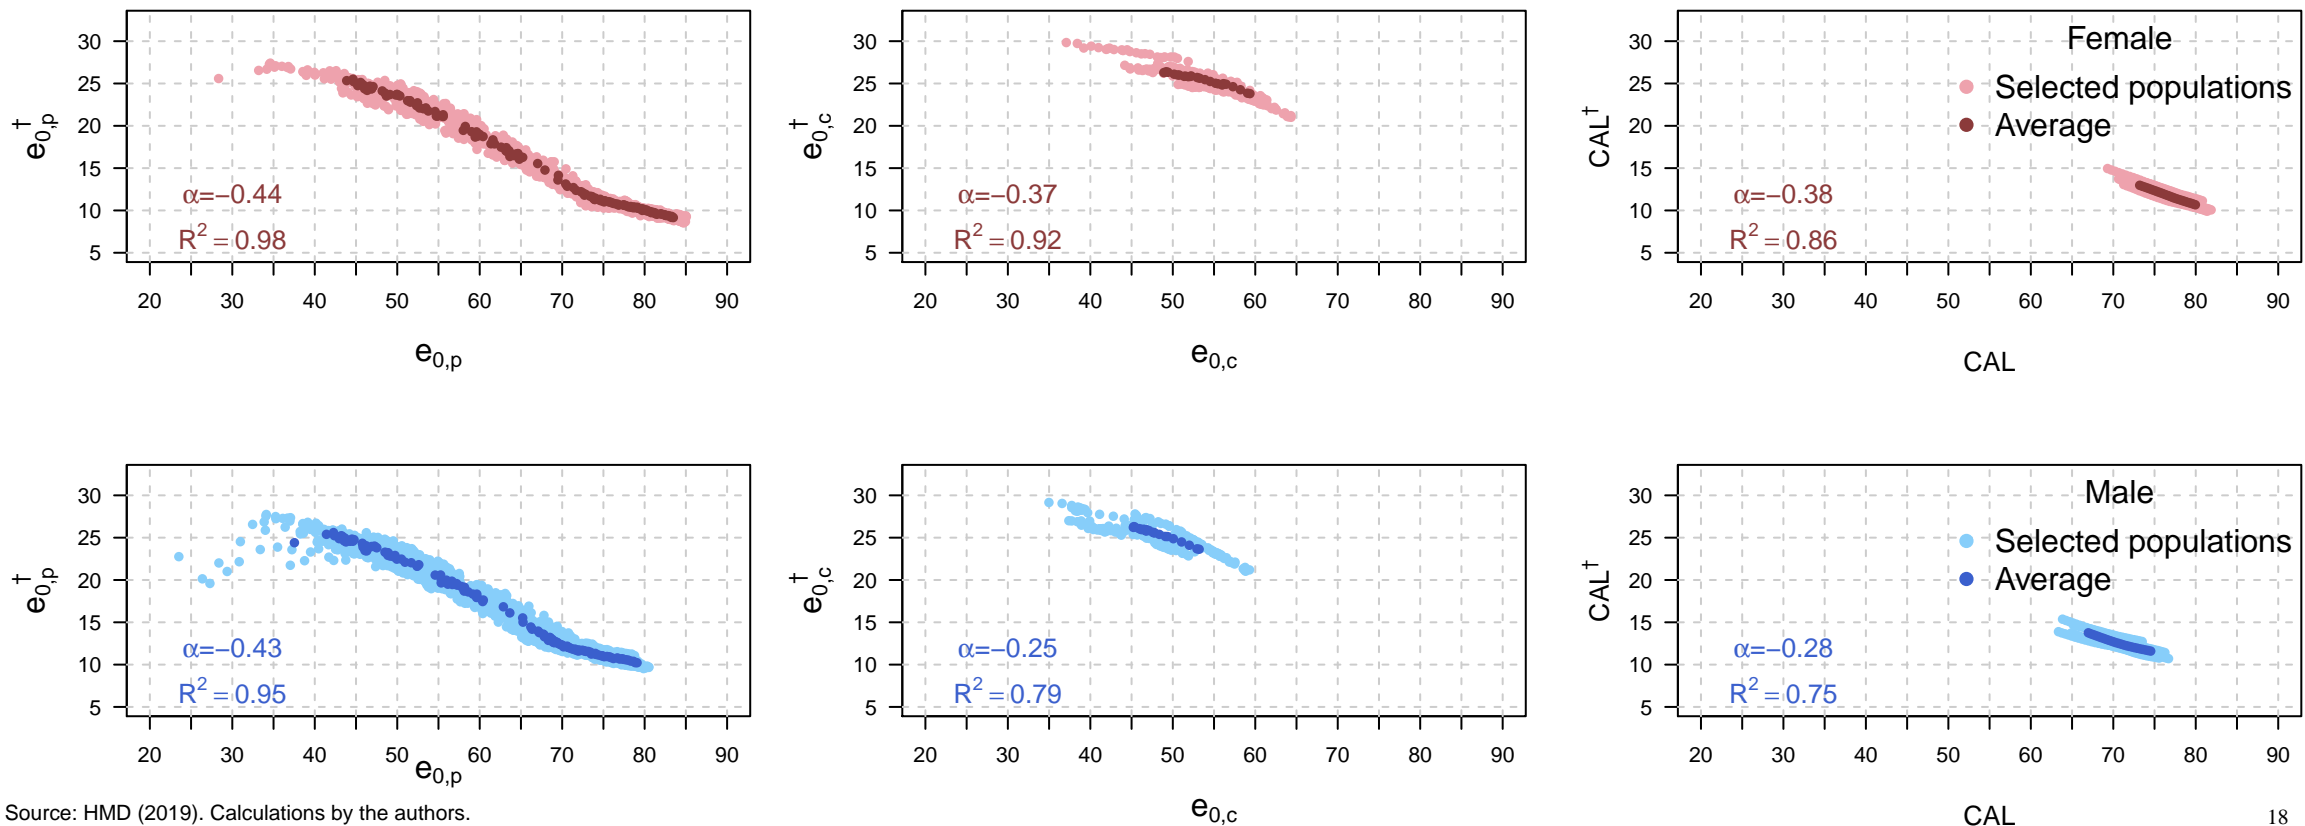 30
25
20
15
10
5
e0,p†
α=−0.44
R2 = 0.98
20 30 40 50 60 70 80 90
e0,p
30
25
20
15
10
5
e0,c†
α=−0.37
R2 = 0.92
20 30 40 50 60 70 80 90
e0,c
30
25
20
15
10
5
CAL†
Female
Selected populations
Average
α=−0.38
R2 = 0.86
20 30 40 50 60 70 80 90
CAL
30
25
20
15
10
5
e0,p†
α=−0.43
R2 = 0.95
20 30 40 50 60 70 80 90
e0,p
30
25
20
15
10
5
e0,c†
α=−0.25
R2 = 0.79
20 30 40 50 60 70 80 90
e0,c
30
25
20
15
10
5
CAL†
Male
Selected populations
Average
α=−0.28
R2 = 0.75
20 30 40 50 60 70 80 90
CAL
Source: HMD (2019). Calculations by the authors.
18